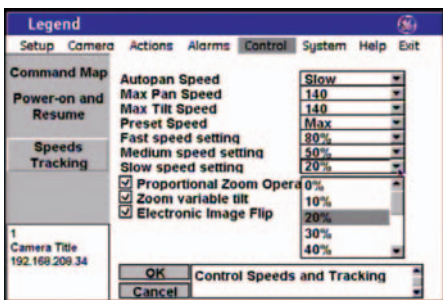 Legend
Setup Camera Actions Alarms Control System Help Exit
Command Map
Power-on and
Resume
Speeds
Tracking
Autopan Speed Slow
Max Pan Speed 140
Max Tilt Speed 140
Preset Speed Max
Fast speed setting 80%
Medium speed setting 50%
Slow speed setting 20%
Proportional Zoom Opera
Zoom variable tilt
Electronic Image Flip
0%
10%
20%
30%
40%
1
Camera Title
192.168.209.34
OK
Cancel
Control Speeds and Tracking